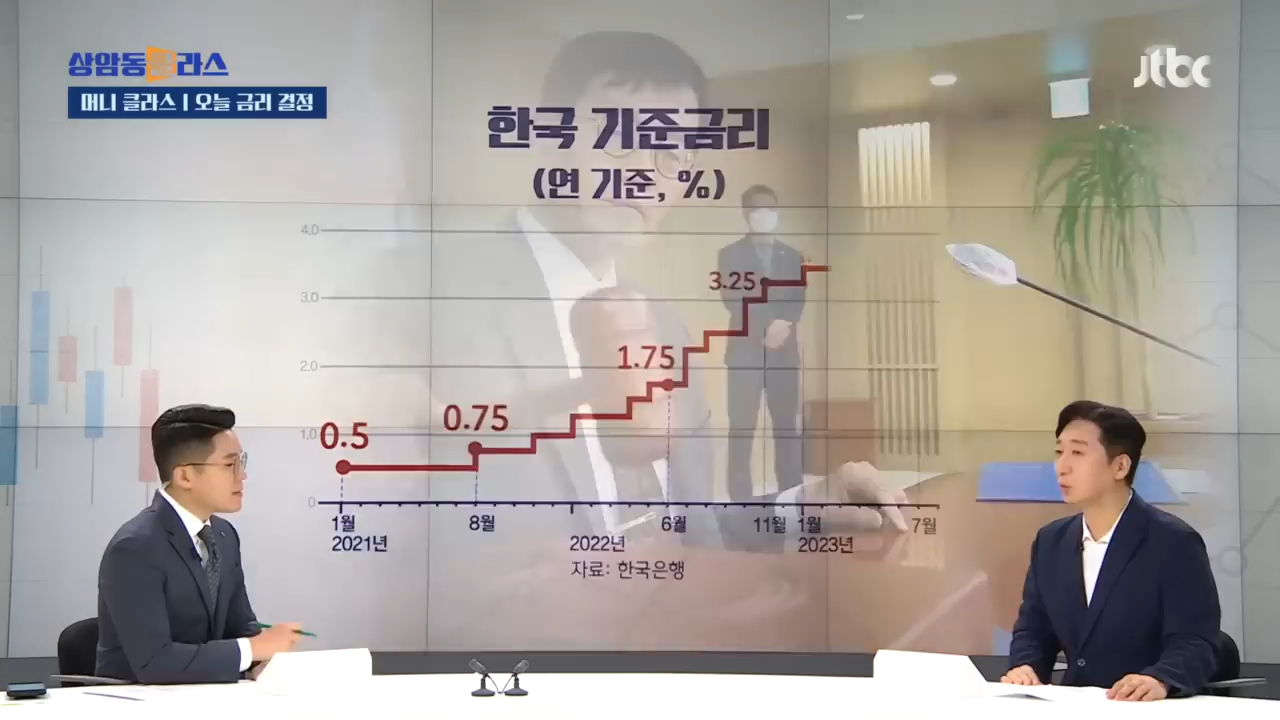 상암동클라스
머니 클라스 | 오늘 금리 결정
jtbc
한국 기준금리
(연 기준, %)
4.0
3.0
2.0
1.0
0
0.5
0.75
1.75
3.25
1월 8월 6월 11월 1월 7월
2021년 2022년 2023년
자료: 한국은행